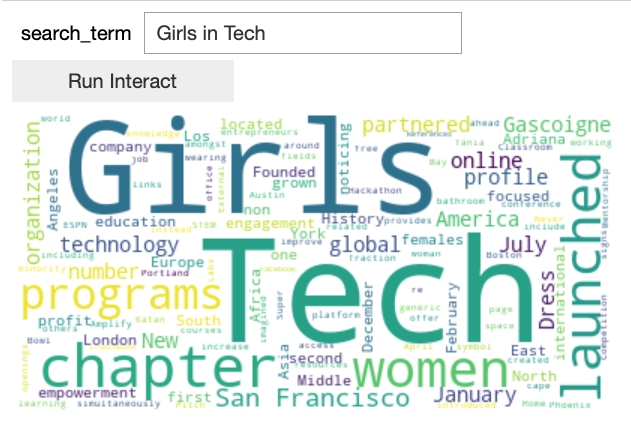 search_term Girls in Tech
Run Interact
world
knowledge
located
partnered
ahead
Gascoigne
organization
company
Girls
Los
amongst
entrepreneurs
around
noticing
references
Tania
Adriana
working
classroom
job
wearing
fields
free
online
Angeles
links
office
External
Founded
grown
Hackathon
May
profile
focused
conference
Mentorship
Austin
bathroom
ESPN
education
instead
STEM
non
engagement
History
related
provides
America
Never
include
signs
launched
technology
York
improve
global
females
July
including
Europe
one
Traction
woman
Boston
international
minority
number
Portland
Labs
Africa
Facebook
Tech
re
Dress
programs
imagined
Super
December
generic
offer
February
page
space
profit
Amplify
Ratan
South
platform
others
courses
London
New
increase
Asia
access
second
resources
April
symbol
East
created
Competition
Bowl
chapter
women
North
openings
Middle
cape
empowerment
first
San Francisco
January
learning
simultaneously
Pitch
introduced
Home
Phoenix